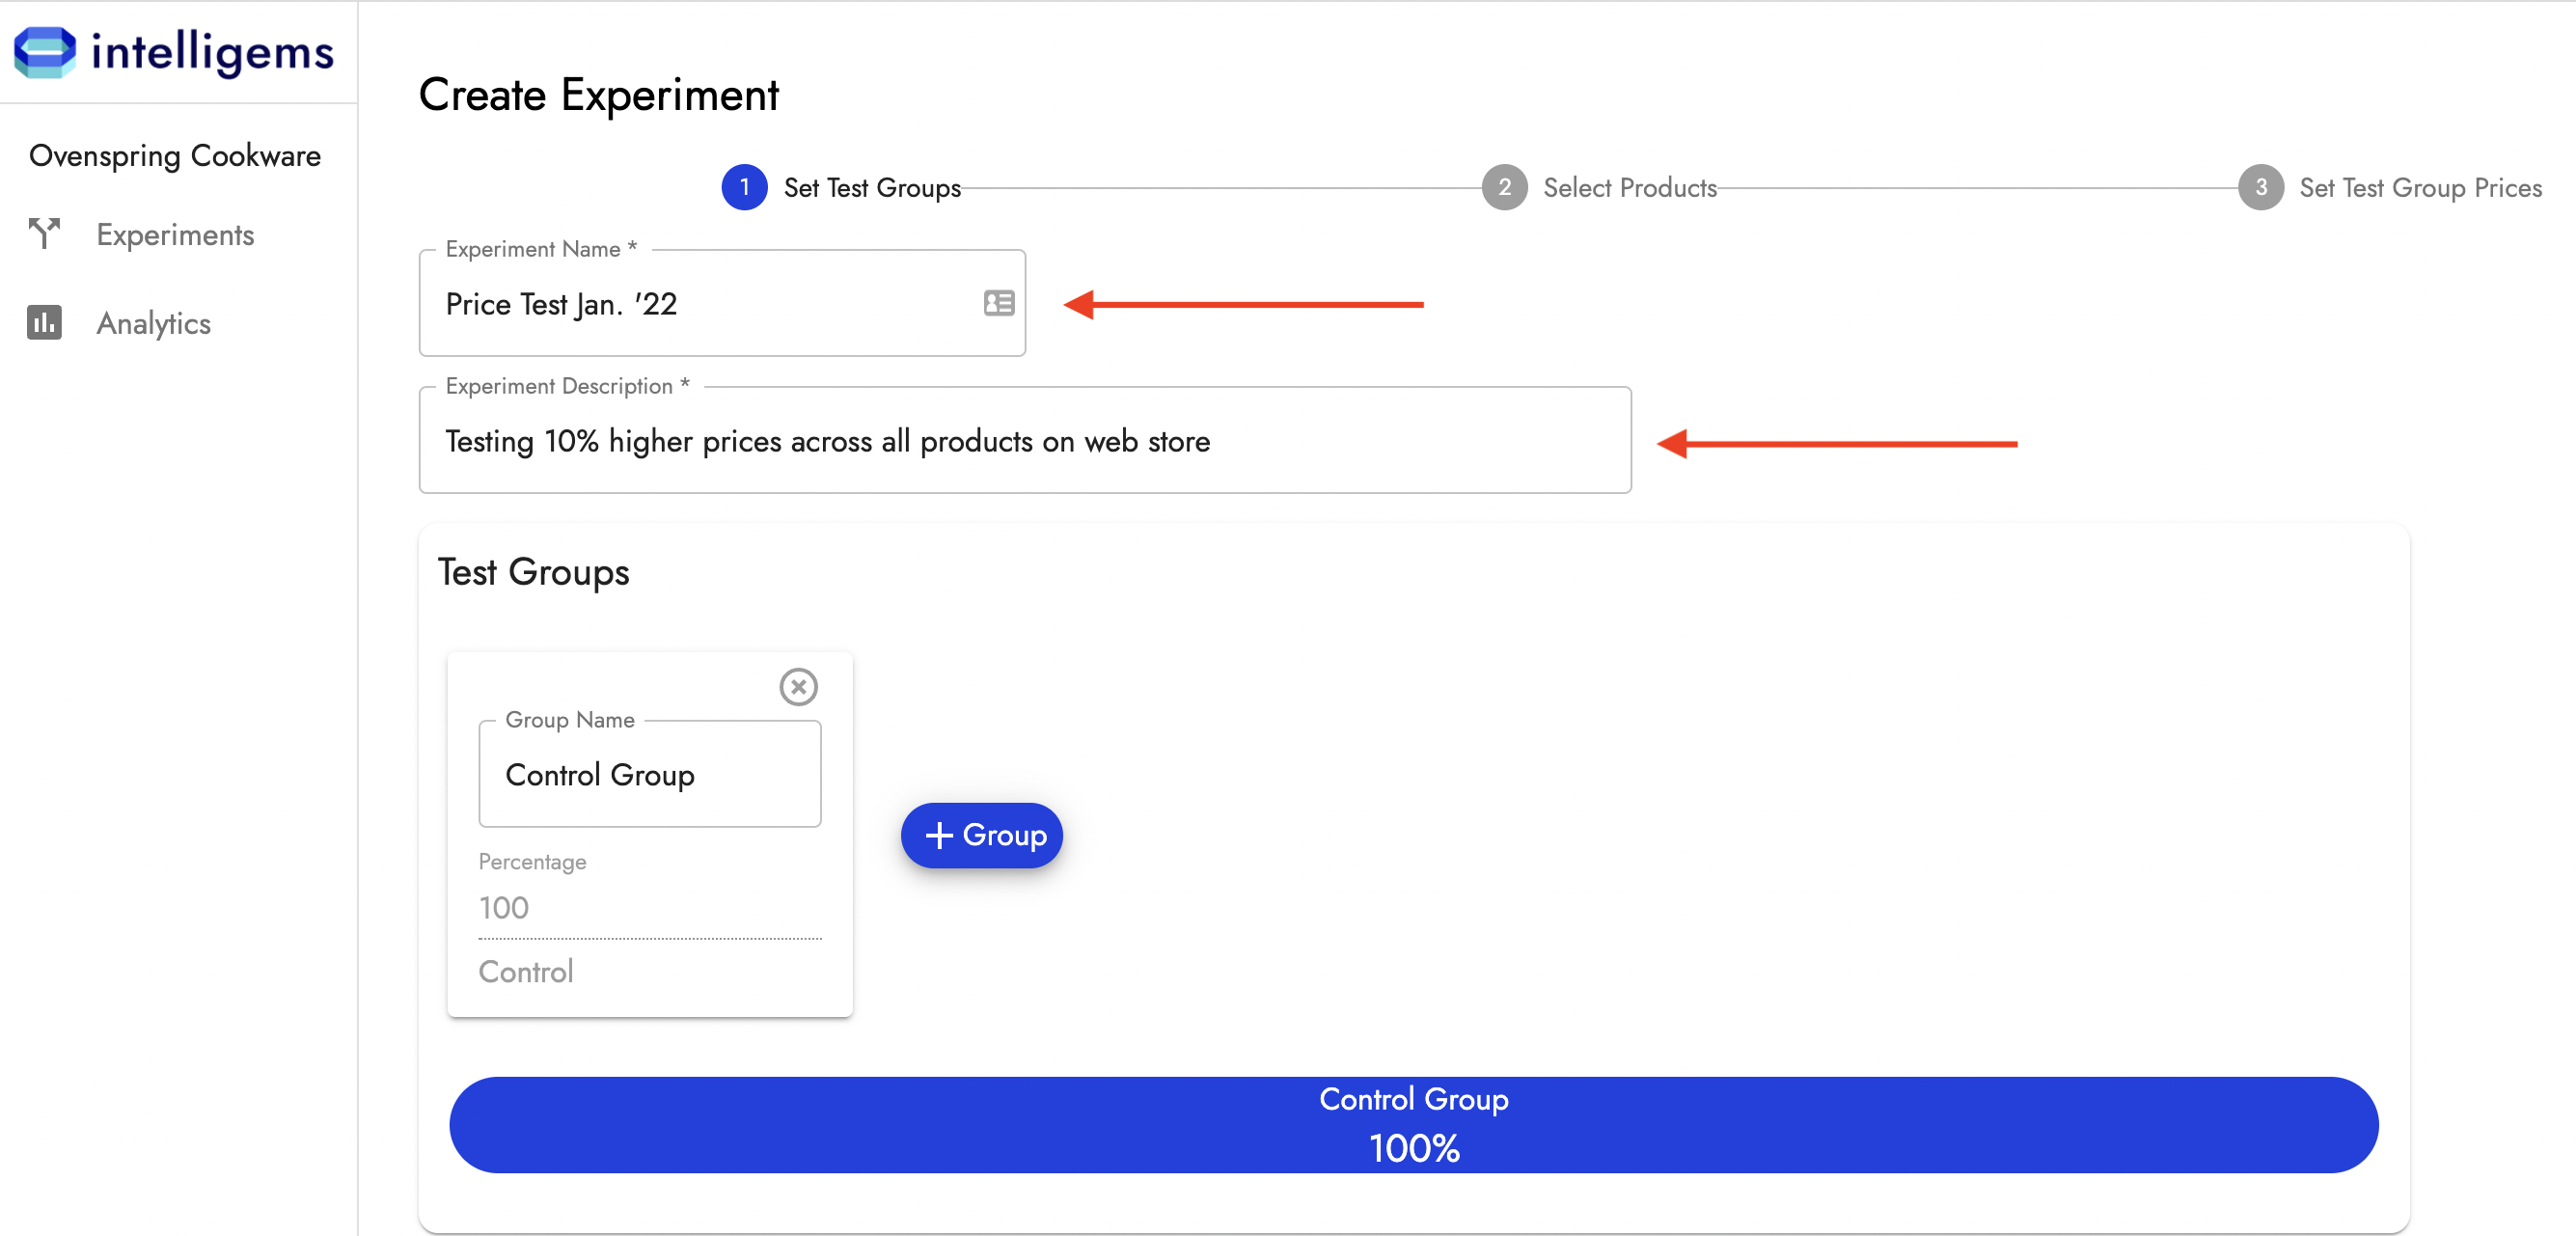 intelligems
Ovenspring Cookware
Experiments
Analytics
Create Experiment
1 Set Test Groups 2 Select Products 3 Set Test Group Prices
Experiment Name *
Price Test Jan. '22
Experiment Description *
Testing 10% higher prices across all products on web store
Test Groups
Group Name
Control Group
+ Group
Percentage
100
Control
Control Group
100%